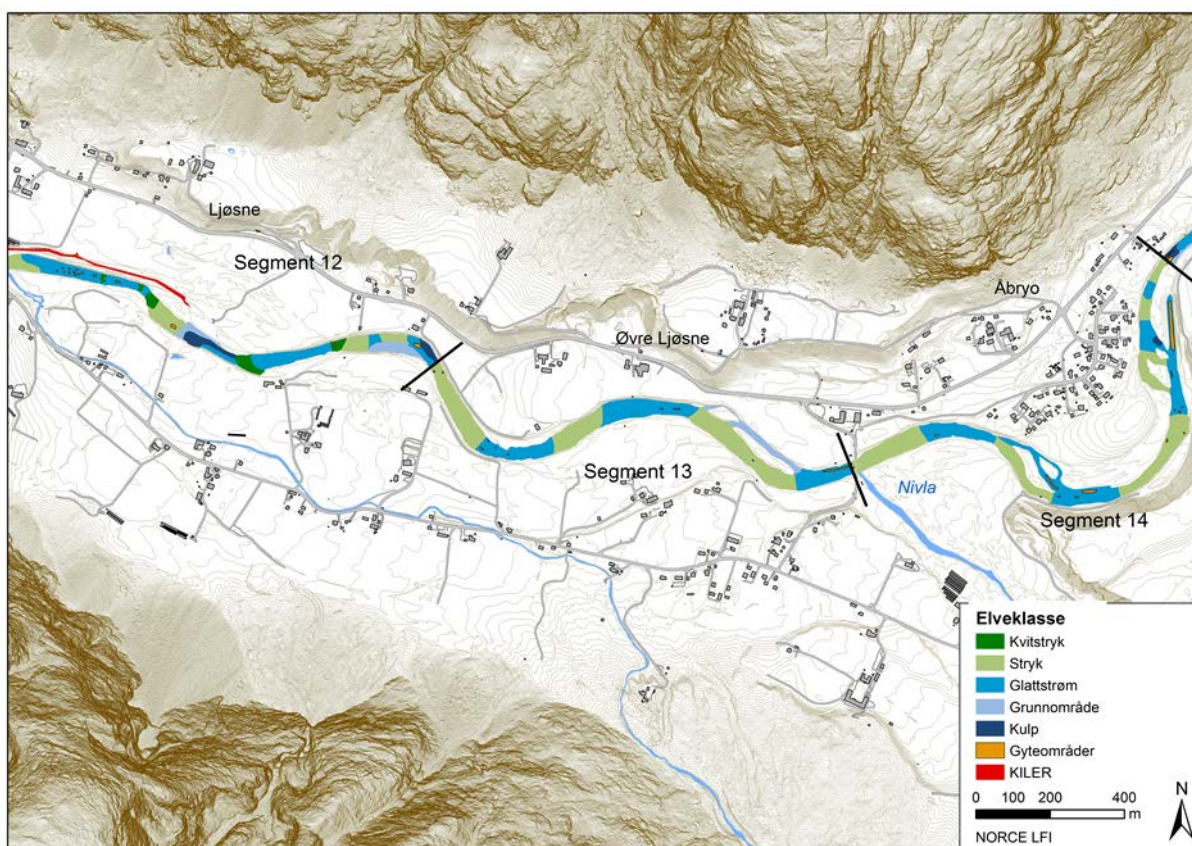 Ljøsne
Segment 12
Øvre Ljøsne
Åbryo
Segment 13
Nivla
Segment 14
Elveklasse
Kvitstryk
Stryk
Glattstrøm
Grunnområde
Kulp
Gyteområder
KILER
0 100 200 400
m
NORCE LFI
N